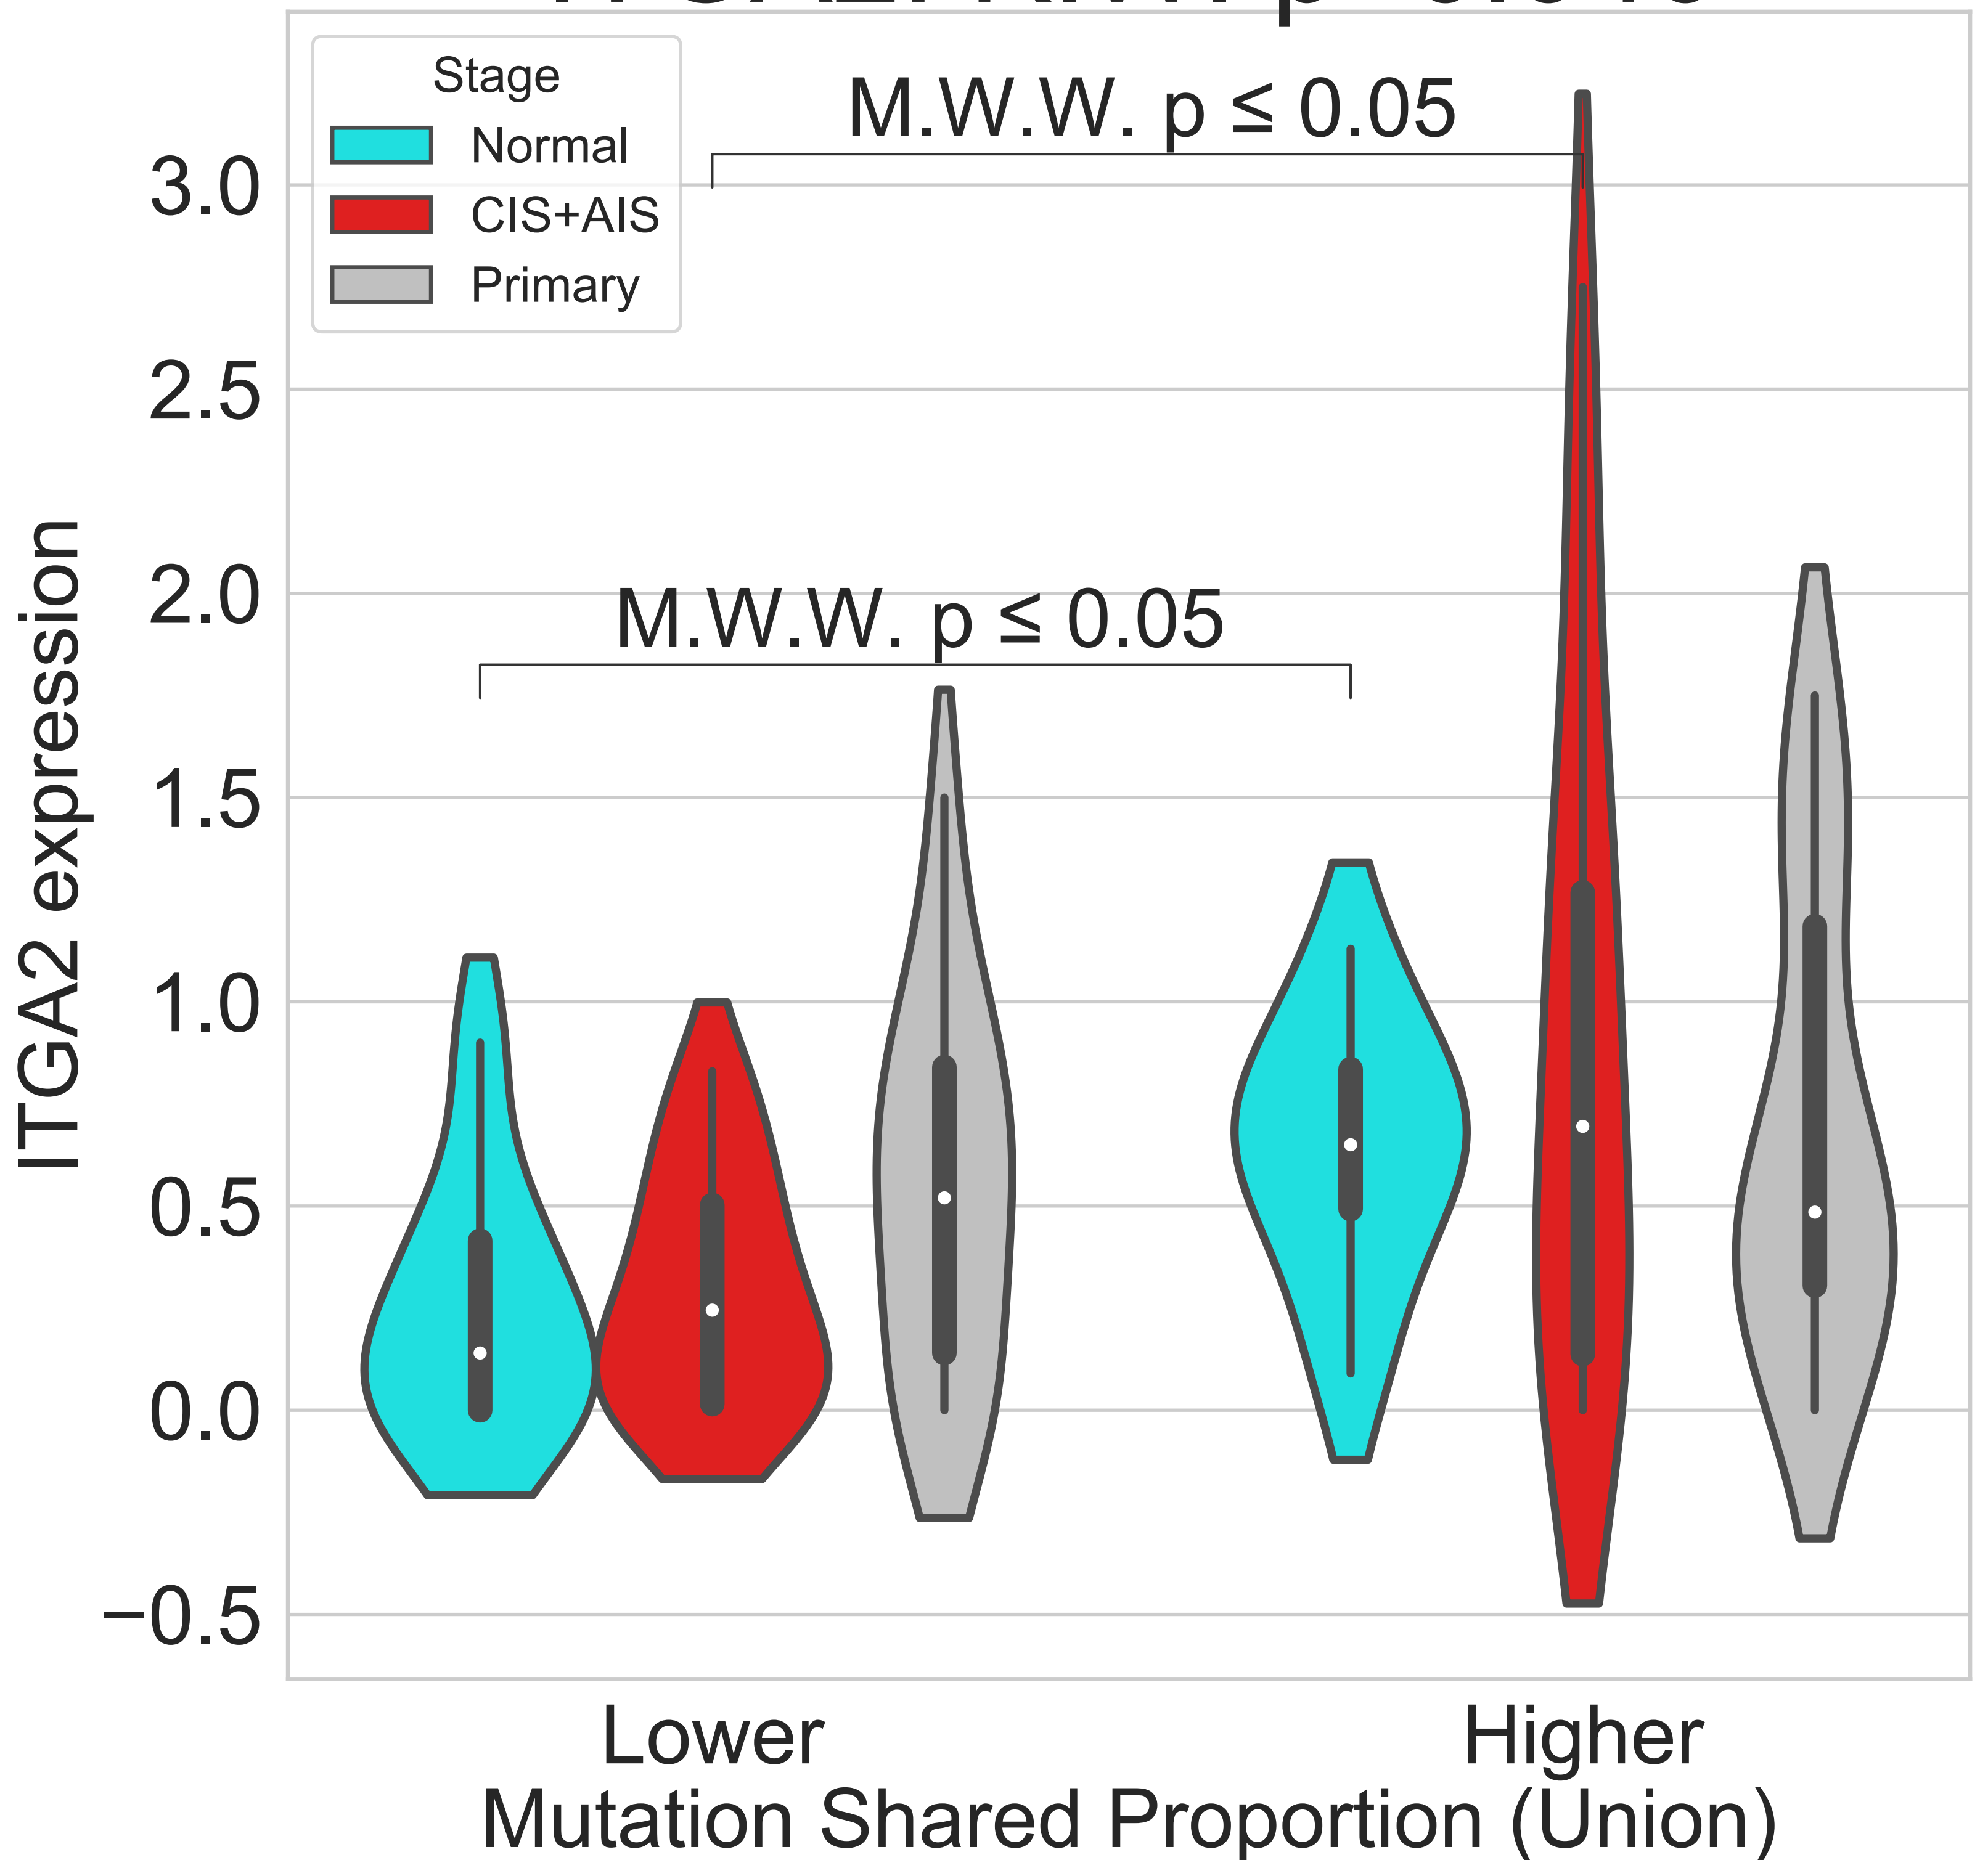 Stage
Normal
CIS+AIS
Primary
M.W.W. p ≤ 0.05
M.W.W. p ≤ 0.05
3.0
2.5
2.0
1.5
1.0
0.5
0.0
−0.5
ITGA2 expression
Lower
Higher
Mutation Shared Proportion (Union)